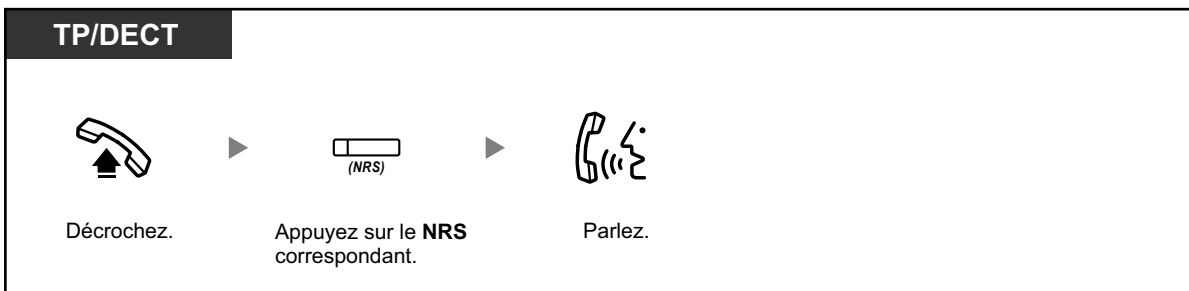 TP/DECT
(NRS)
Décrochez.
Appuyez sur le NRS
correspondant.
Parlez.